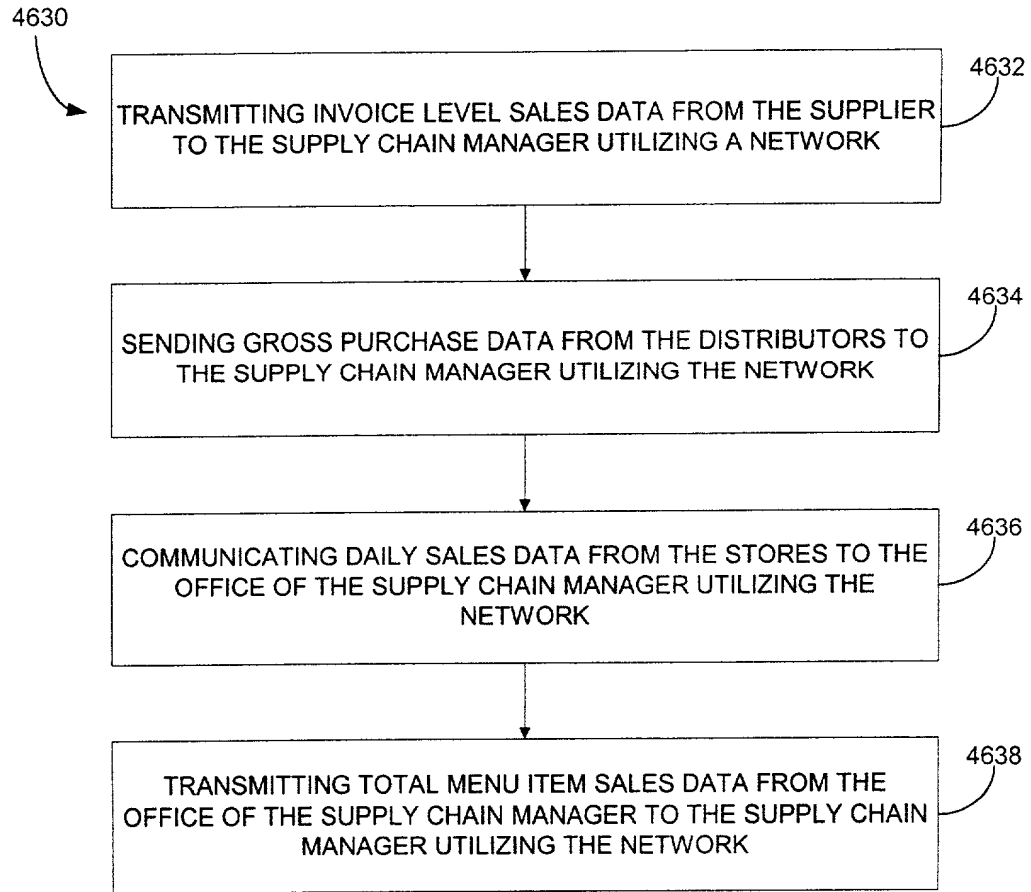 4630
4632
TRANSMITTING INVOICE LEVEL SALES DATA FROM THE SUPPLIER
TO THE SUPPLY CHAIN MANAGER UTILIZING A NETWORK
4634
SENDING GROSS PURCHASE DATA FROM THE DISTRIBUTORS TO
THE SUPPLY CHAIN MANAGER UTILIZING THE NETWORK
4636
COMMUNICATING DAILY SALES DATA FROM THE STORES TO THE
OFFICE OF THE SUPPLY CHAIN MANAGER UTILIZING THE
NETWORK
4638
TRANSMITTING TOTAL MENU ITEM SALES DATA FROM THE
OFFICE OF THE SUPPLY CHAIN MANAGER TO THE SUPPLY CHAIN
MANAGER UTILIZING THE NETWORK